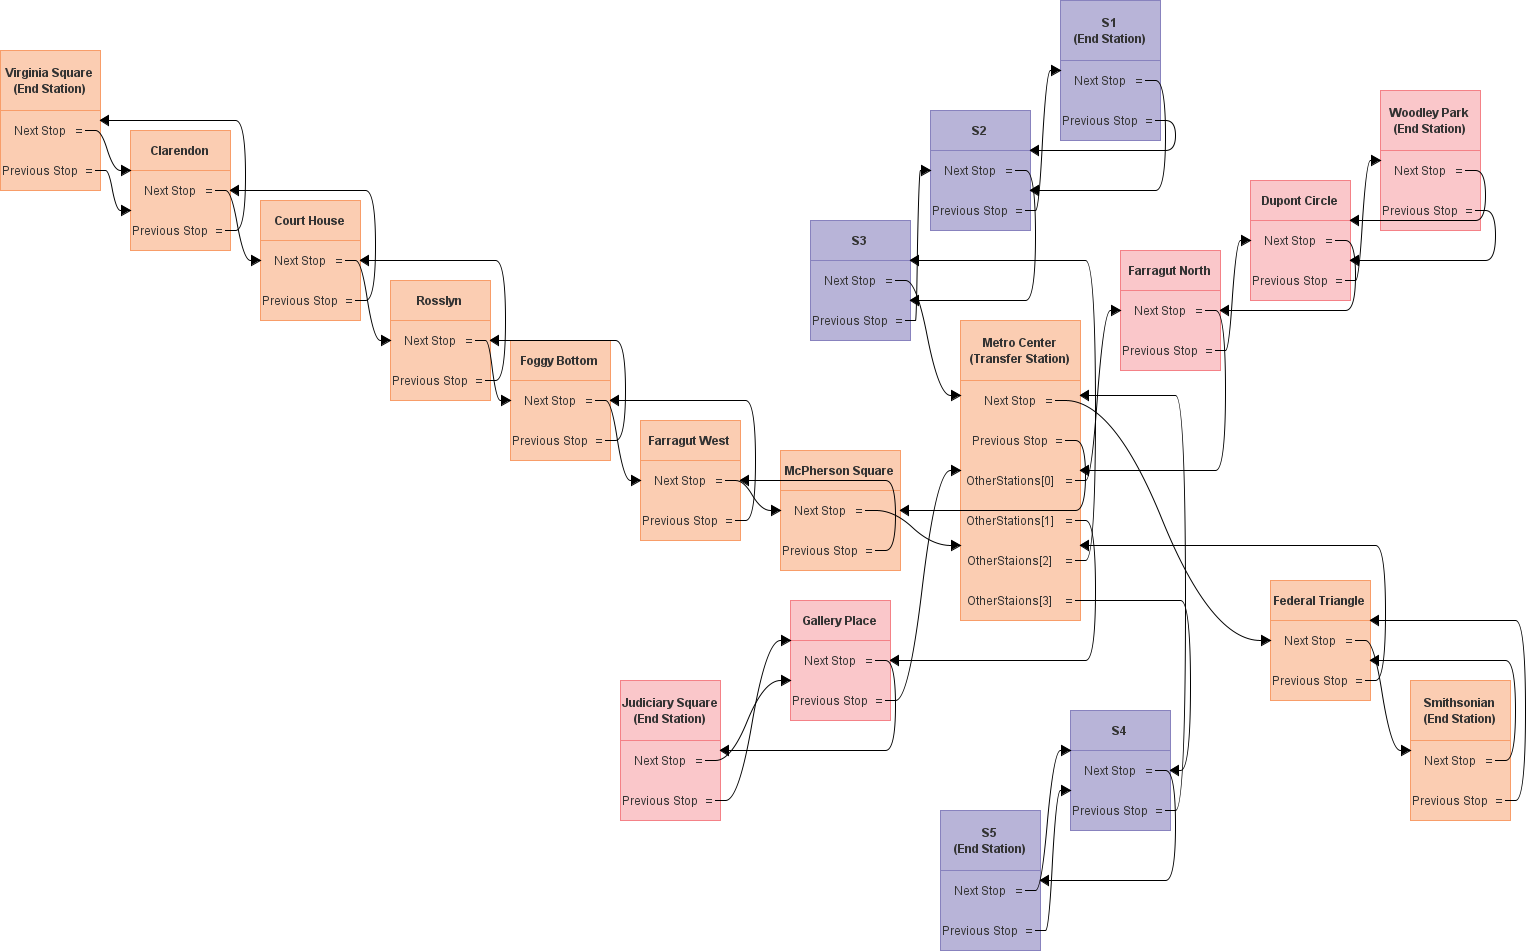 Virginia Square
(End Station)
Next Stop =
Previous Stop =
Clarendon
Next Stop =
Previous Stop =
Court House
Next Stop =
Previous Stop =
Rosslyn
Next Stop =
Previous Stop =
Foggy Bottom
Next Stop =
Previous Stop =
Farragut West
Next Stop =
Previous Stop =
McPherson Square
Next Stop =
Previous Stop =
S1
(End Station)
Next Stop =
Previous Stop =
S2
Next Stop =
Previous Stop =
S3
Next Stop =
Previous Stop =
Metro Center
(Transfer Station)
Next Stop =
Previous Stop =
OtherStations[0] =
OtherStations[1] =
OtherStaions[2] =
OtherStaions[3] =
Woodley Park
(End Station)
Next Stop =
Previous Stop =
Dupont Circle
Next Stop =
Previous Stop =
Farragut North
Next Stop =
Previous Stop =
Gallery Place
Next Stop =
Previous Stop =
Judiciary Square
(End Station)
Next Stop =
Previous Stop =
S4
Next Stop =
Previous Stop =
S5
(End Station)
Next Stop =
Previous Stop =
Federal Triangle
Next Stop =
Previous Stop =
Smithsonian
(End Station)
Next Stop =
Previous Stop =